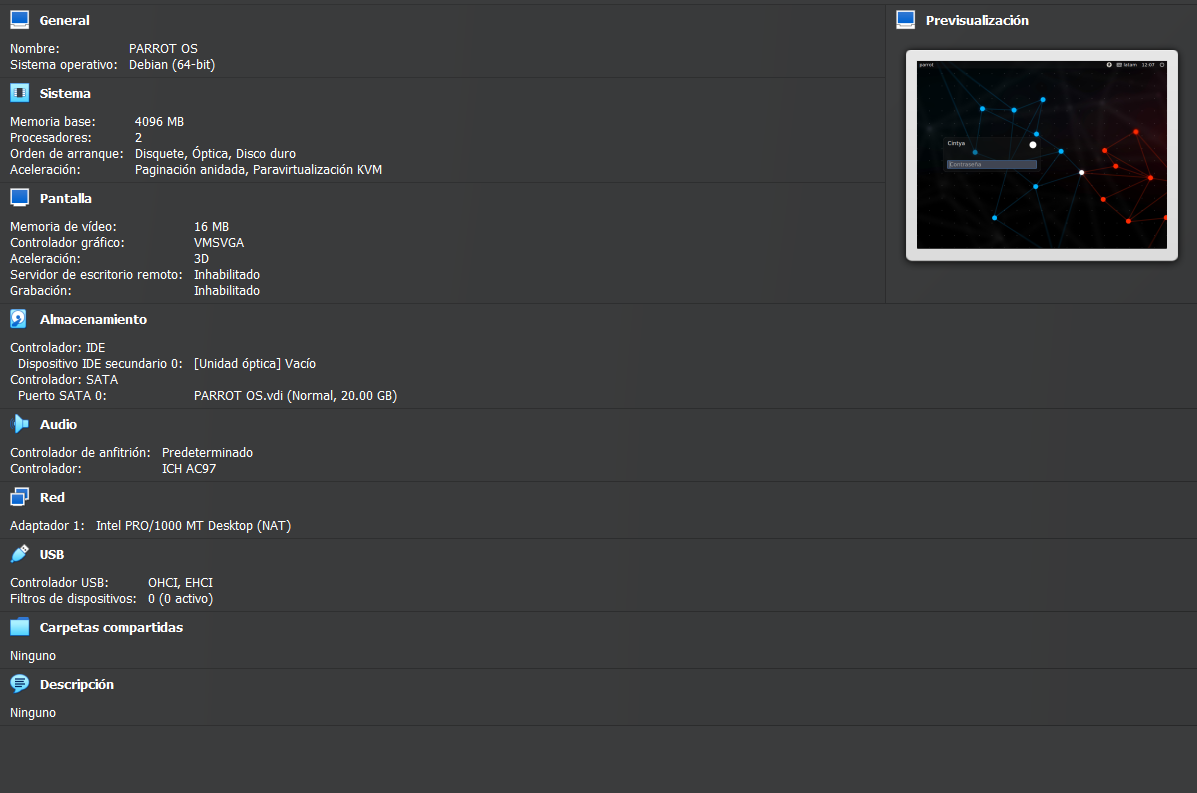 General
Nombre: PARROT OS
Sistema operativo: Debian (64-bit)
Sistema
Memoria base: 4096 MB
Procesadores: 2
Orden de arranque: Disquete, Óptica, Disco duro
Aceleración: Paginación anidada, Paravirtualización KVM
Pantalla
Memoria de vídeo: 16 MB
Controlador gráfico: VMSVGA
Aceleración: 3D
Servidor de escritorio remoto: Inhabilitado
Grabación: Inhabilitado
Previsualización
parrot latam 12:07
Cintya
Contraseña
Almacenamiento
Controlador: IDE
Dispositivo IDE secundario 0: [Unidad óptica] Vacío
Controlador: SATA
Puerto SATA 0: PARROT OS.vdi (Normal, 20.00 GB)
Audio
Controlador de anfitrión: Predeterminado
Controlador: ICH AC97
Red
Adaptador 1: Intel PRO/1000 MT Desktop (NAT)
USB
Controlador USB: OHCI, EHCI
Filtros de dispositivos: 0 (0 activo)
Carpetas compartidas
Ninguno
Descripción
Ninguno